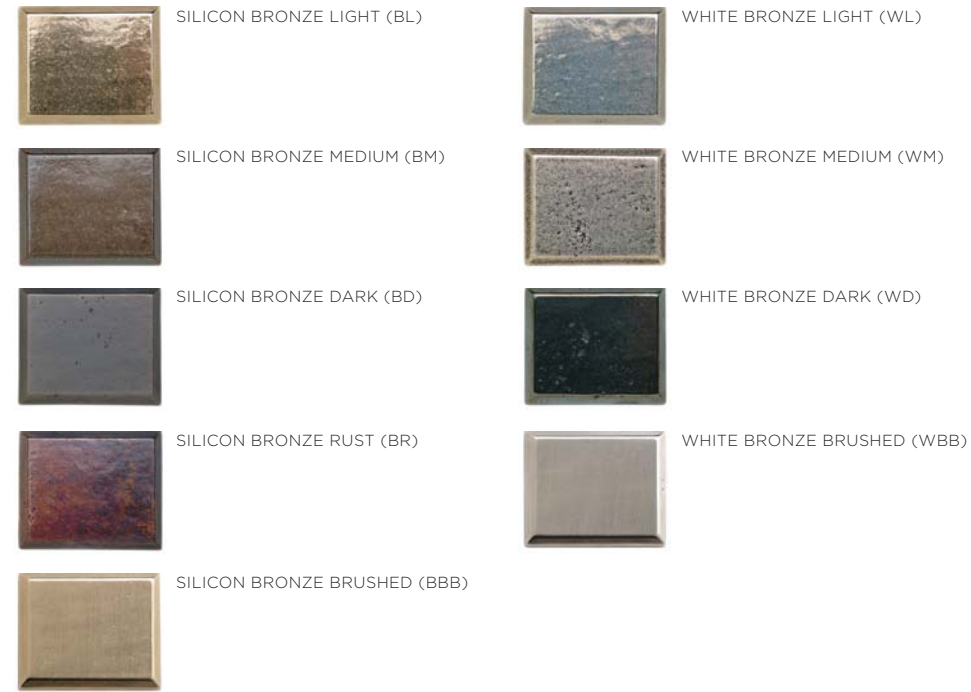 SILICON BRONZE LIGHT (BL)
WHITE BRONZE LIGHT (WL)
SILICON BRONZE MEDIUM (BM)
WHITE BRONZE MEDIUM (WM)
SILICON BRONZE DARK (BD)
WHITE BRONZE DARK (WD)
SILICON BRONZE RUST (BR)
WHITE BRONZE BRUSHED (WBB)
SILICON BRONZE BRUSHED (BBB)